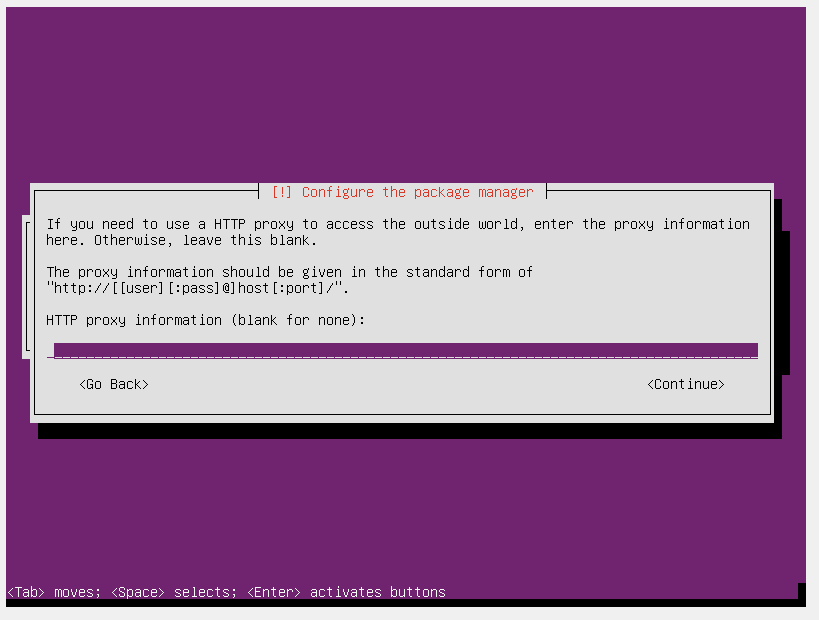 [!] Configure the package manager
If you need to use a HTTP proxy to access the outside world, enter the proxy information
here. Otherwise, leave this blank.
The proxy information should be given in the standard form of
"http://[[user][:pass]@]host[:port]/".
HTTP proxy information (blank for none):
<Go Back> <Continue>
<Tab> moves; <Space> selects; <Enter> activates buttons